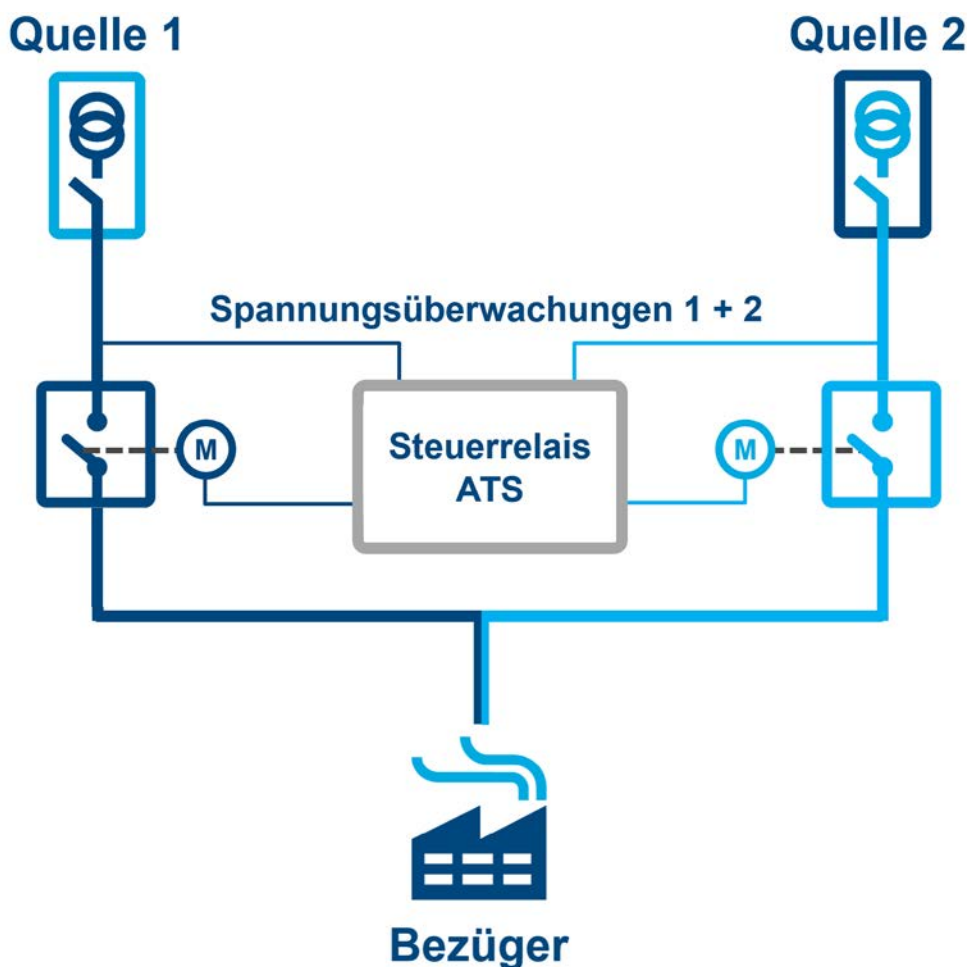 Quelle 1
Quelle 2
Spannungsüberwachungen 1 + 2
M
Steuerrelais
ATS
M
Bezüger